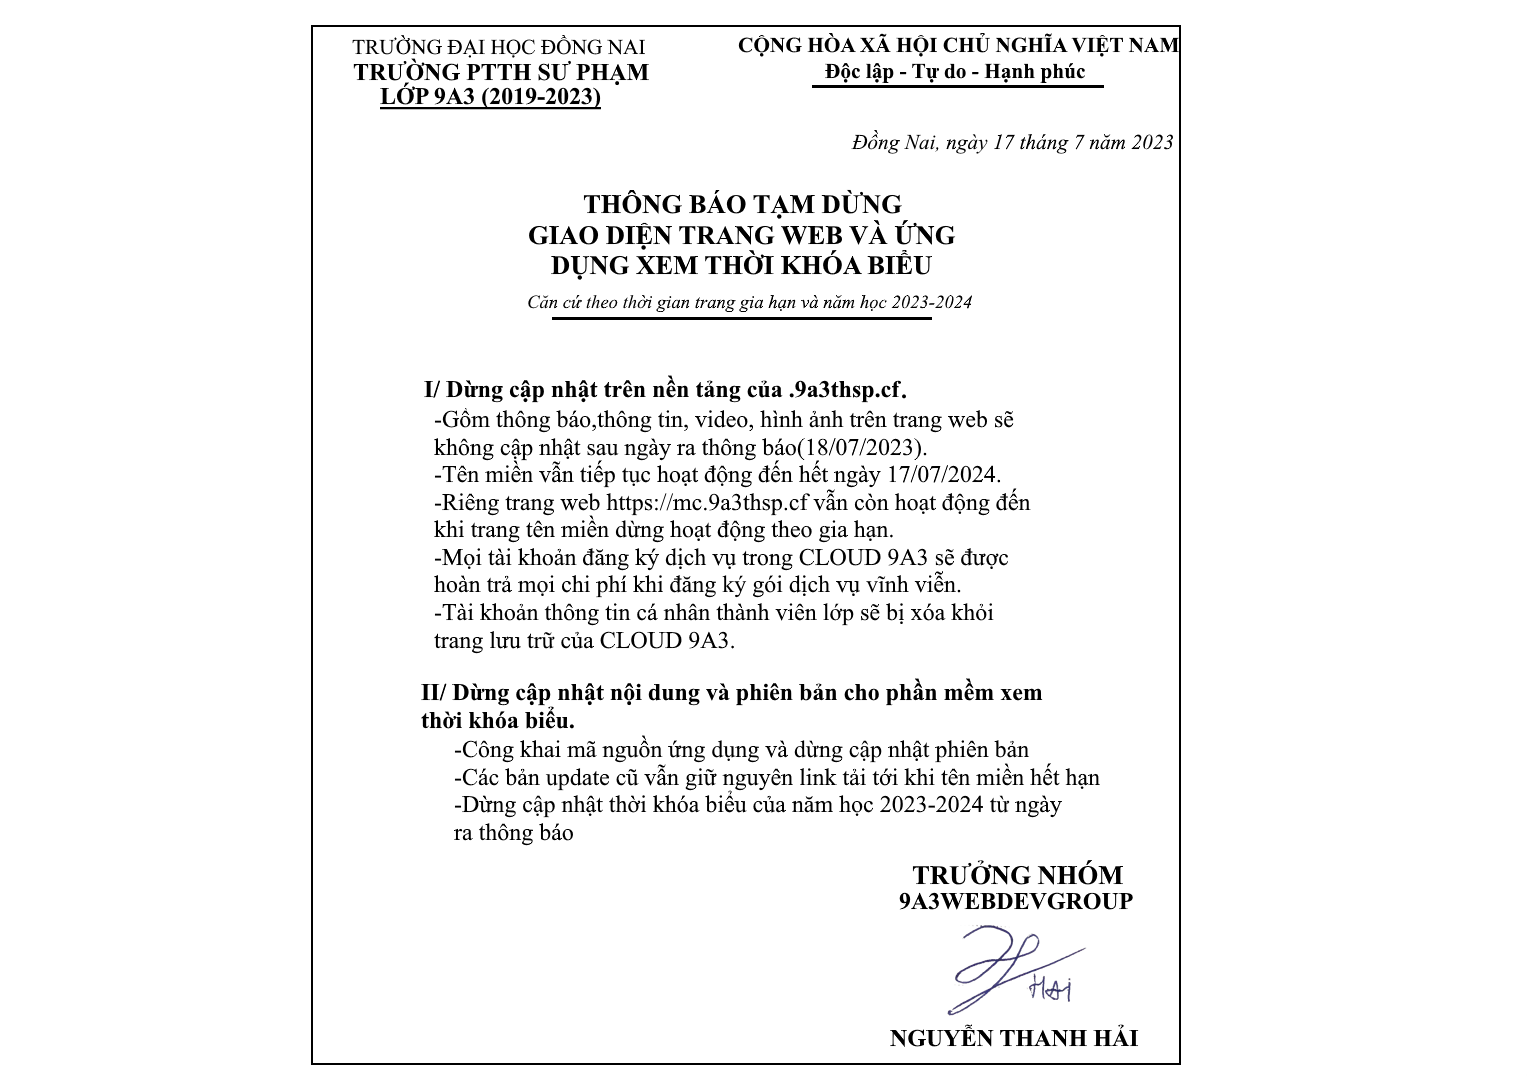 TRƯỜNG ĐẠI HỌC ĐỒNG NAI
TRƯỜNG PTTH SƯ PHẠM
LỚP 9A3 (2019-2023)
CỘNG HÒA XÃ HỘI CHỦ NGHĨA VIỆT NAM
Độc lập - Tự do - Hạnh phúc
Đồng Nai, ngày 17 tháng 7 năm 2023
THÔNG BÁO TẠM DỪNG
GIAO DIỆN TRANG WEB VÀ ỨNG
DỤNG XEM THỜI KHÓA BIỂU
Căn cứ theo thời gian trang gia hạn và năm học 2023-2024
I/ Dừng cập nhật trên nền tảng của .9a3thsp.cf.
-Gồm thông báo,thông tin, video, hình ảnh trên trang web sẽ
không cập nhật sau ngày ra thông báo(18/07/2023).
-Tên miền vẫn tiếp tục hoạt động đến hết ngày 17/07/2024.
-Riêng trang web https://mc.9a3thsp.cf vẫn còn hoạt động đến
khi trang tên miền dừng hoạt động theo gia hạn.
-Mọi tài khoản đăng ký dịch vụ trong CLOUD 9A3 sẽ được
hoàn trả mọi chi phí khi đăng ký gói dịch vụ vĩnh viễn.
-Tài khoản thông tin cá nhân thành viên lớp sẽ bị xóa khỏi
trang lưu trữ của CLOUD 9A3.
II/ Dừng cập nhật nội dung và phiên bản cho phần mềm xem
thời khóa biểu.
-Công khai mã nguồn ứng dụng và dừng cập nhật phiên bản
-Các bản update cũ vẫn giữ nguyên link tải tới khi tên miền hết hạn
-Dừng cập nhật thời khóa biểu của năm học 2023-2024 từ ngày
ra thông báo
TRƯỞNG NHÓM
9A3WEBDEVGROUP
HAi
NGUYỄN THANH HẢI